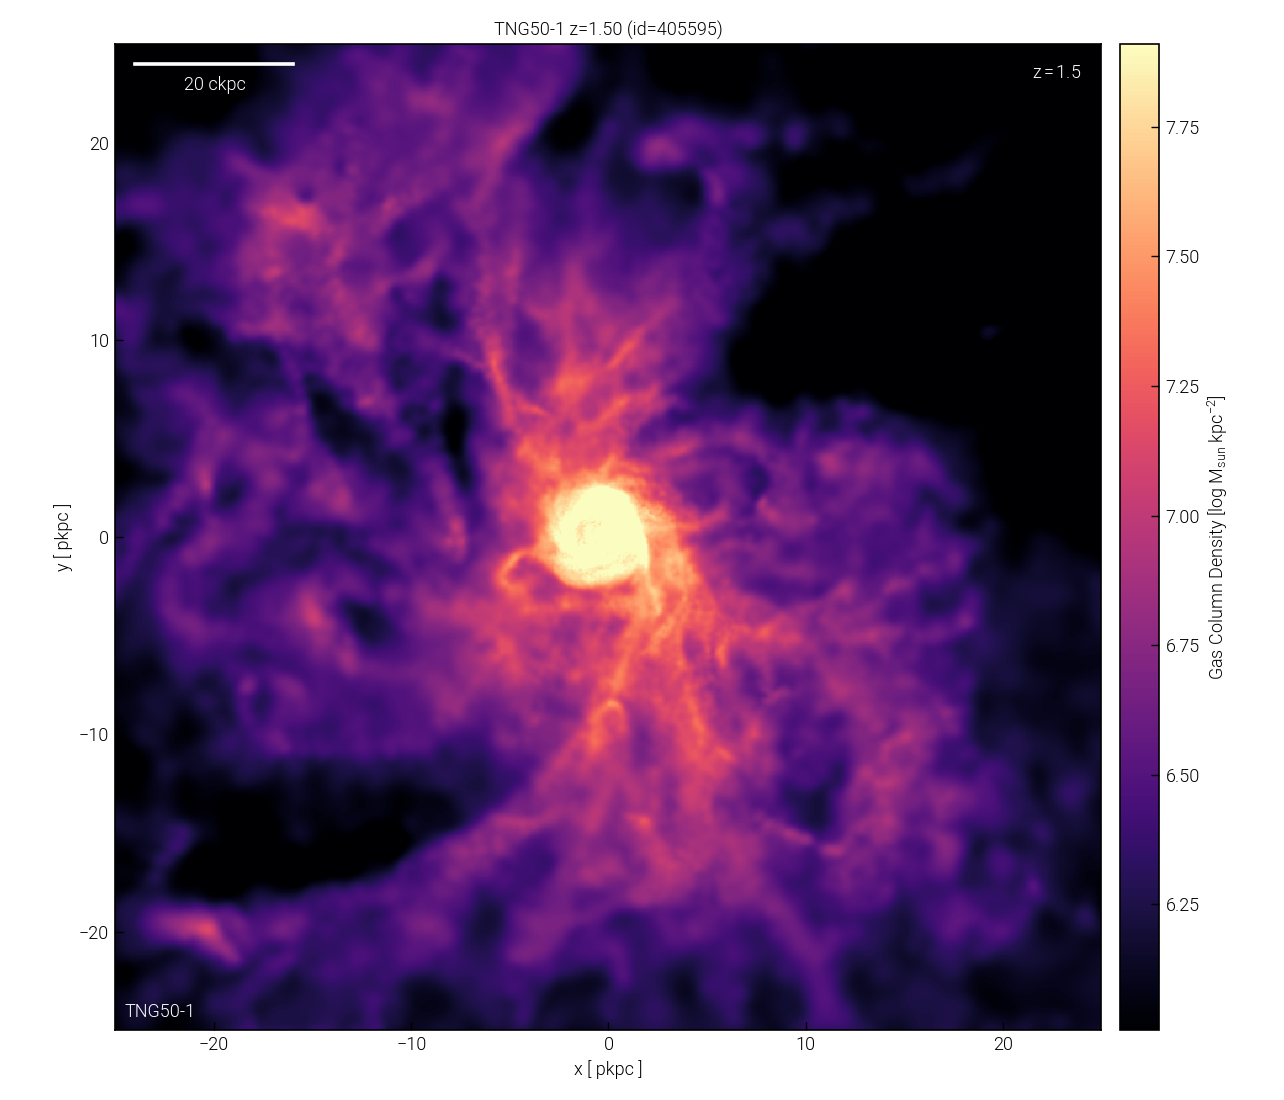 TNG50-1 z=1.50 (id=405595)
20 ckpc
z=1.5
TNG50-1
20
10
0
−10
−20
y [ pkpc ]
−20
−10
0
10
20
x [ pkpc ]
7.75
7.50
7.25
7.00
6.75
6.50
6.25
Gas Column Density [log M_sun kpc⁻²]